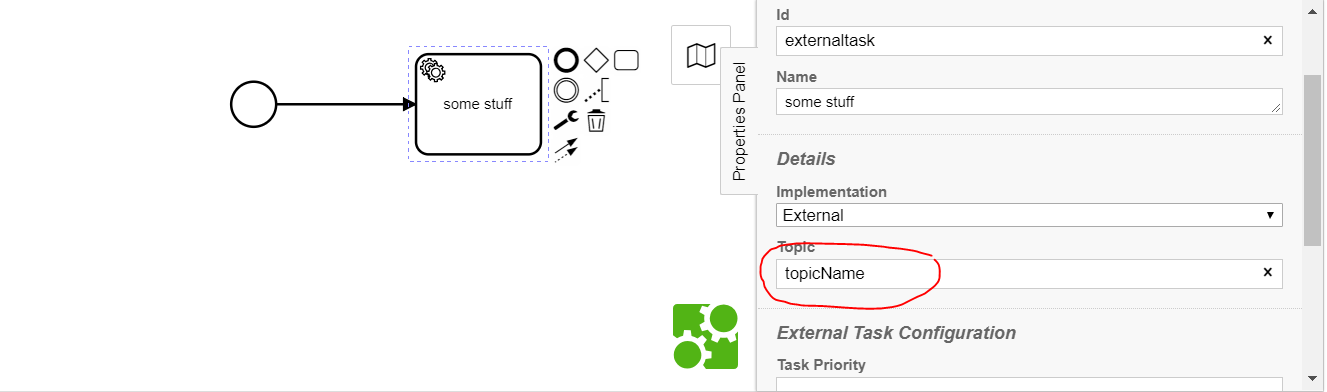 some stuff
Properties Panel
Id
externaltask
Name
some stuff
Details
Implementation
External
Topic
topicName
External Task Configuration
Task Priority